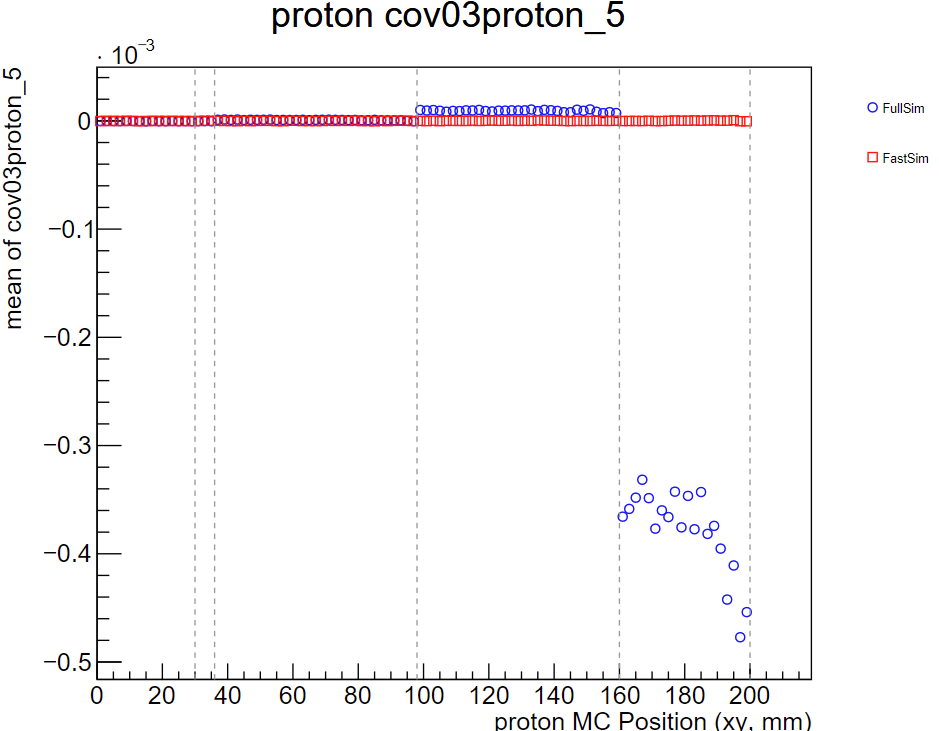 proton cov03proton_5
· 10⁻³
mean of cov03proton_5
0
−0.1
−0.2
−0.3
−0.4
−0.5
0 20 40 60 80 100 120 140 160 180 200
proton MC Position (xy, mm)
FullSim
FastSim